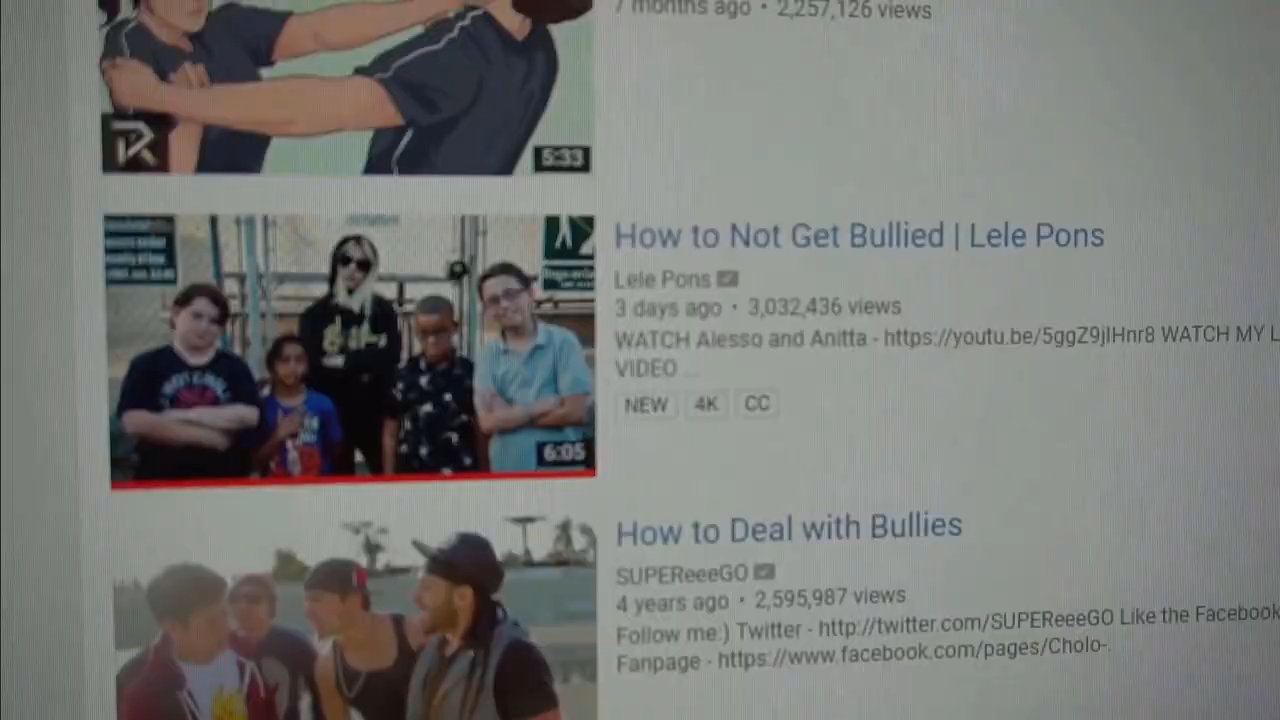 7 months ago • 2,257,126 views
5:33
How to Not Get Bullied | Lele Pons
Lele Pons
3 days ago • 3,032,436 views
WATCH Alesso and Anitta - https://youtu.be/5ggZ9jIHnr8 WATCH MY L
VIDEO ...
NEW 4K CC
6:05
How to Deal with Bullies
SUPEReeeGO
4 years ago • 2,595,987 views
Follow me:) Twitter - http://twitter.com/SUPEReeeGO Like the Facebook
Fanpage - https://www.facebook.com/pages/Cholo-.